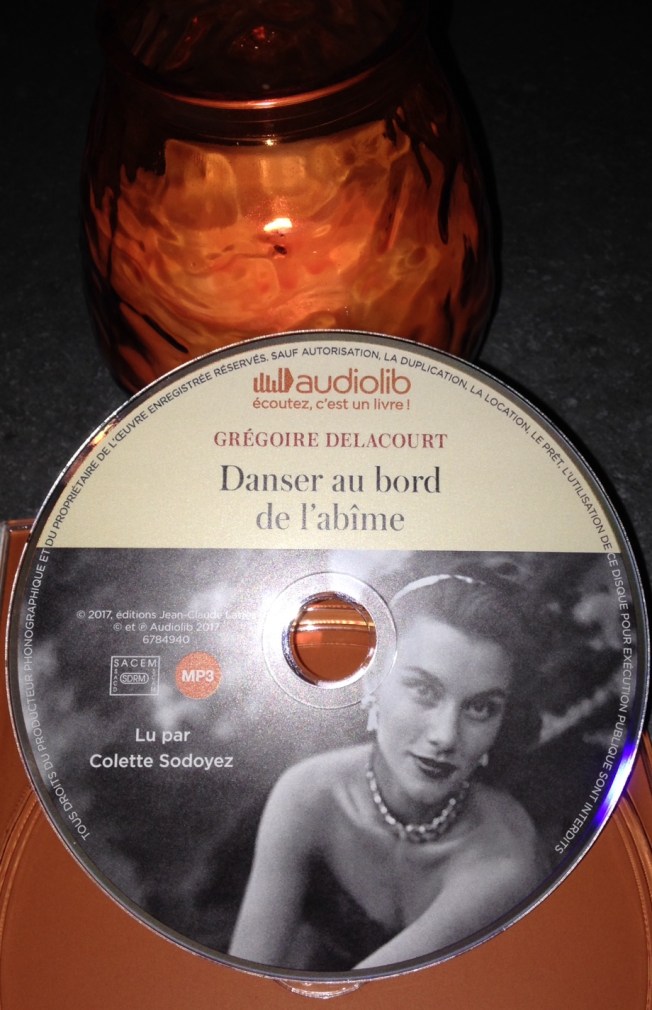 TOUS DROITS DU PRODUCTEUR PHONOGRAPHIQUE ET DU PROPRIÉTAIRE DE L'ŒUVRE ENREGISTRÉE RÉSERVÉS. SAUF AUTORISATION, LA DUPLICATION, LA LOCATION, LE PRÊT, L'UTILISATION DE CE DISQUE POUR EXÉCUTION PUBLIQUE SONT INTERDITS
audiolib
écoutez, c'est un livre !
GRÉGOIRE DELACOURT
Danser au bord
de l'abîme
© 2017, éditions Jean-Claude Lattès
© et ℗ Audiolib 2017
6784940
SACEM
SDRM
SACD
MP3
Lu par
Colette Sodoyez